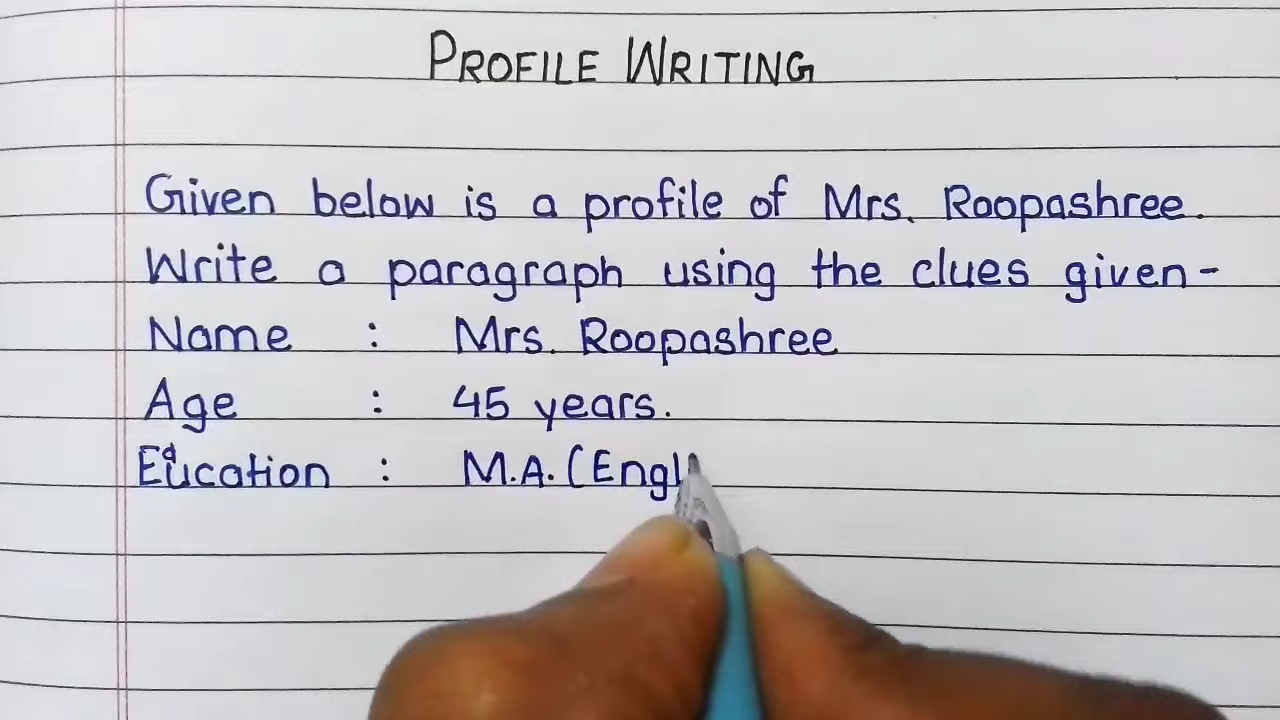 PROFILE WRITING
Given below is a profile of Mrs. Roopashree.
Write a paragraph using the clues given-
Name : Mrs. Roopashree
Age : 45 years.
Education : M.A. (Engl